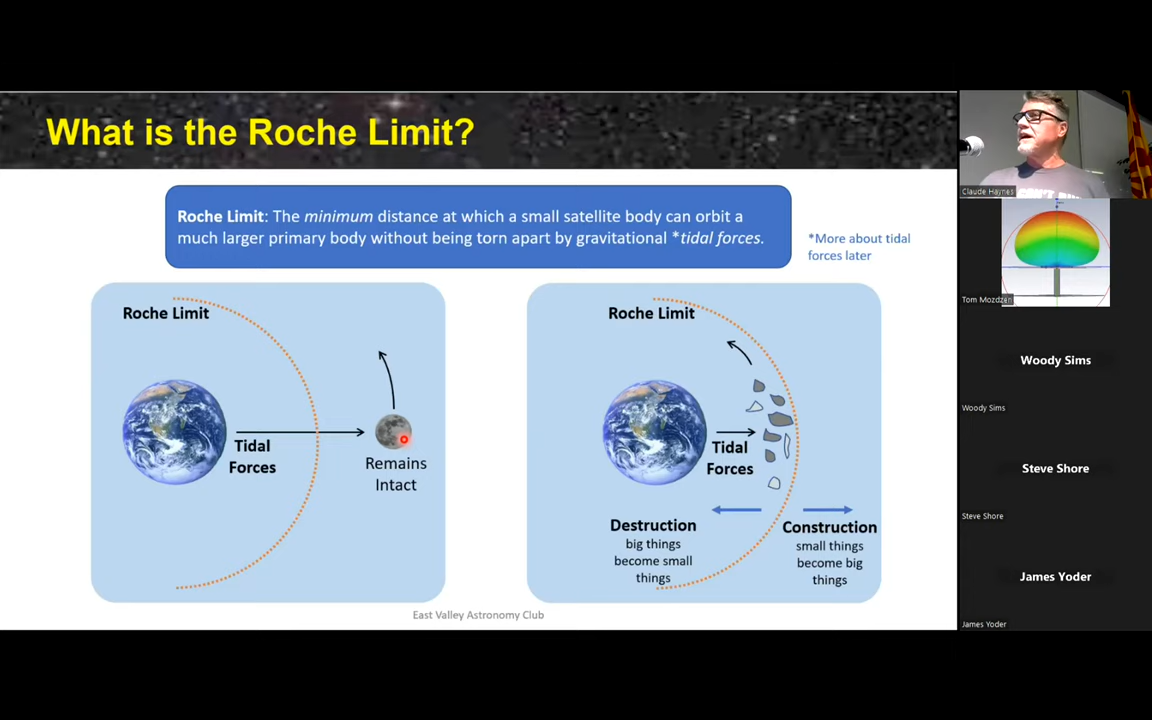 What is the Roche Limit?
Roche Limit: The minimum distance at which a small satellite body can orbit a
much larger primary body without being torn apart by gravitational *tidal forces.
*More about tidal
forces later
Roche Limit
Tidal
Forces
Remains
Intact
Roche Limit
Tidal
Forces
Destruction
big things
become small
things
Construction
small things
become big
things
East Valley Astronomy Club
Claude Haynes
Tom Mozdzen
Woody Sims
Woody Sims
Steve Shore
Steve Shore
James Yoder
James Yoder